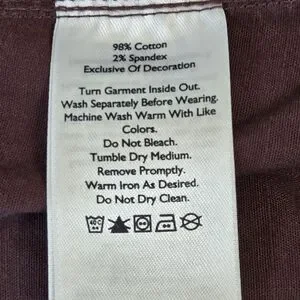 98% Cotton
2% Spandex
Exclusive Of Decoration
Turn Garment Inside Out.
Wash Separately Before Wearing.
Machine Wash Warm With Like
Colors.
Do Not Bleach.
Tumble Dry Medium.
Remove Promptly.
Warm Iron As Desired.
Do Not Dry Clean.